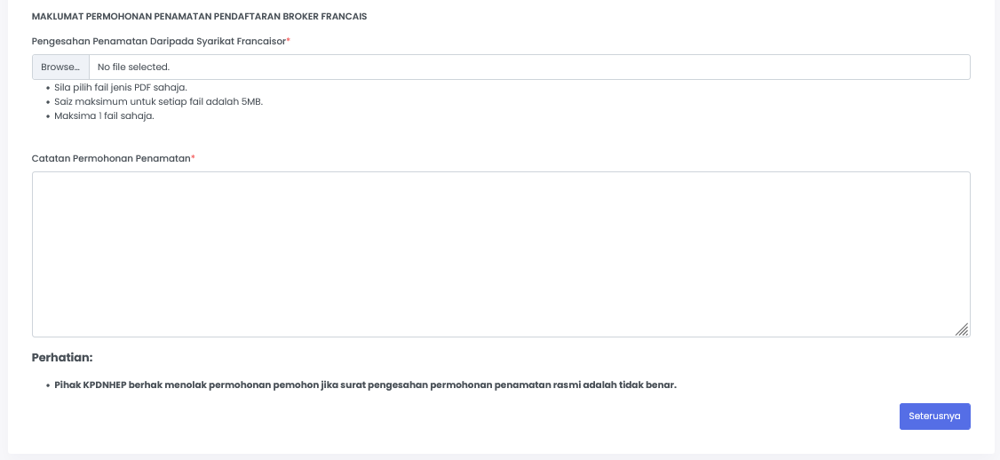 MAKLUMAT PERMOHONAN PENAMATAN PENDAFTARAN BROKER FRANCAIS
Pengesahan Penamatan Daripada Syarikat Francaisor*
Browse... No file selected.
• Sila pilih fail jenis PDF sahaja.
• Saiz maksimum untuk setiap fail adalah 5MB.
• Maksima 1 fail sahaja.
Catatan Permohonan Penamatan*
Perhatian:
• Pihak KPDNHEP berhak menolak permohonan pemohon jika surat pengesahan permohonan penamatan rasmi adalah tidak benar.
Seterusnya